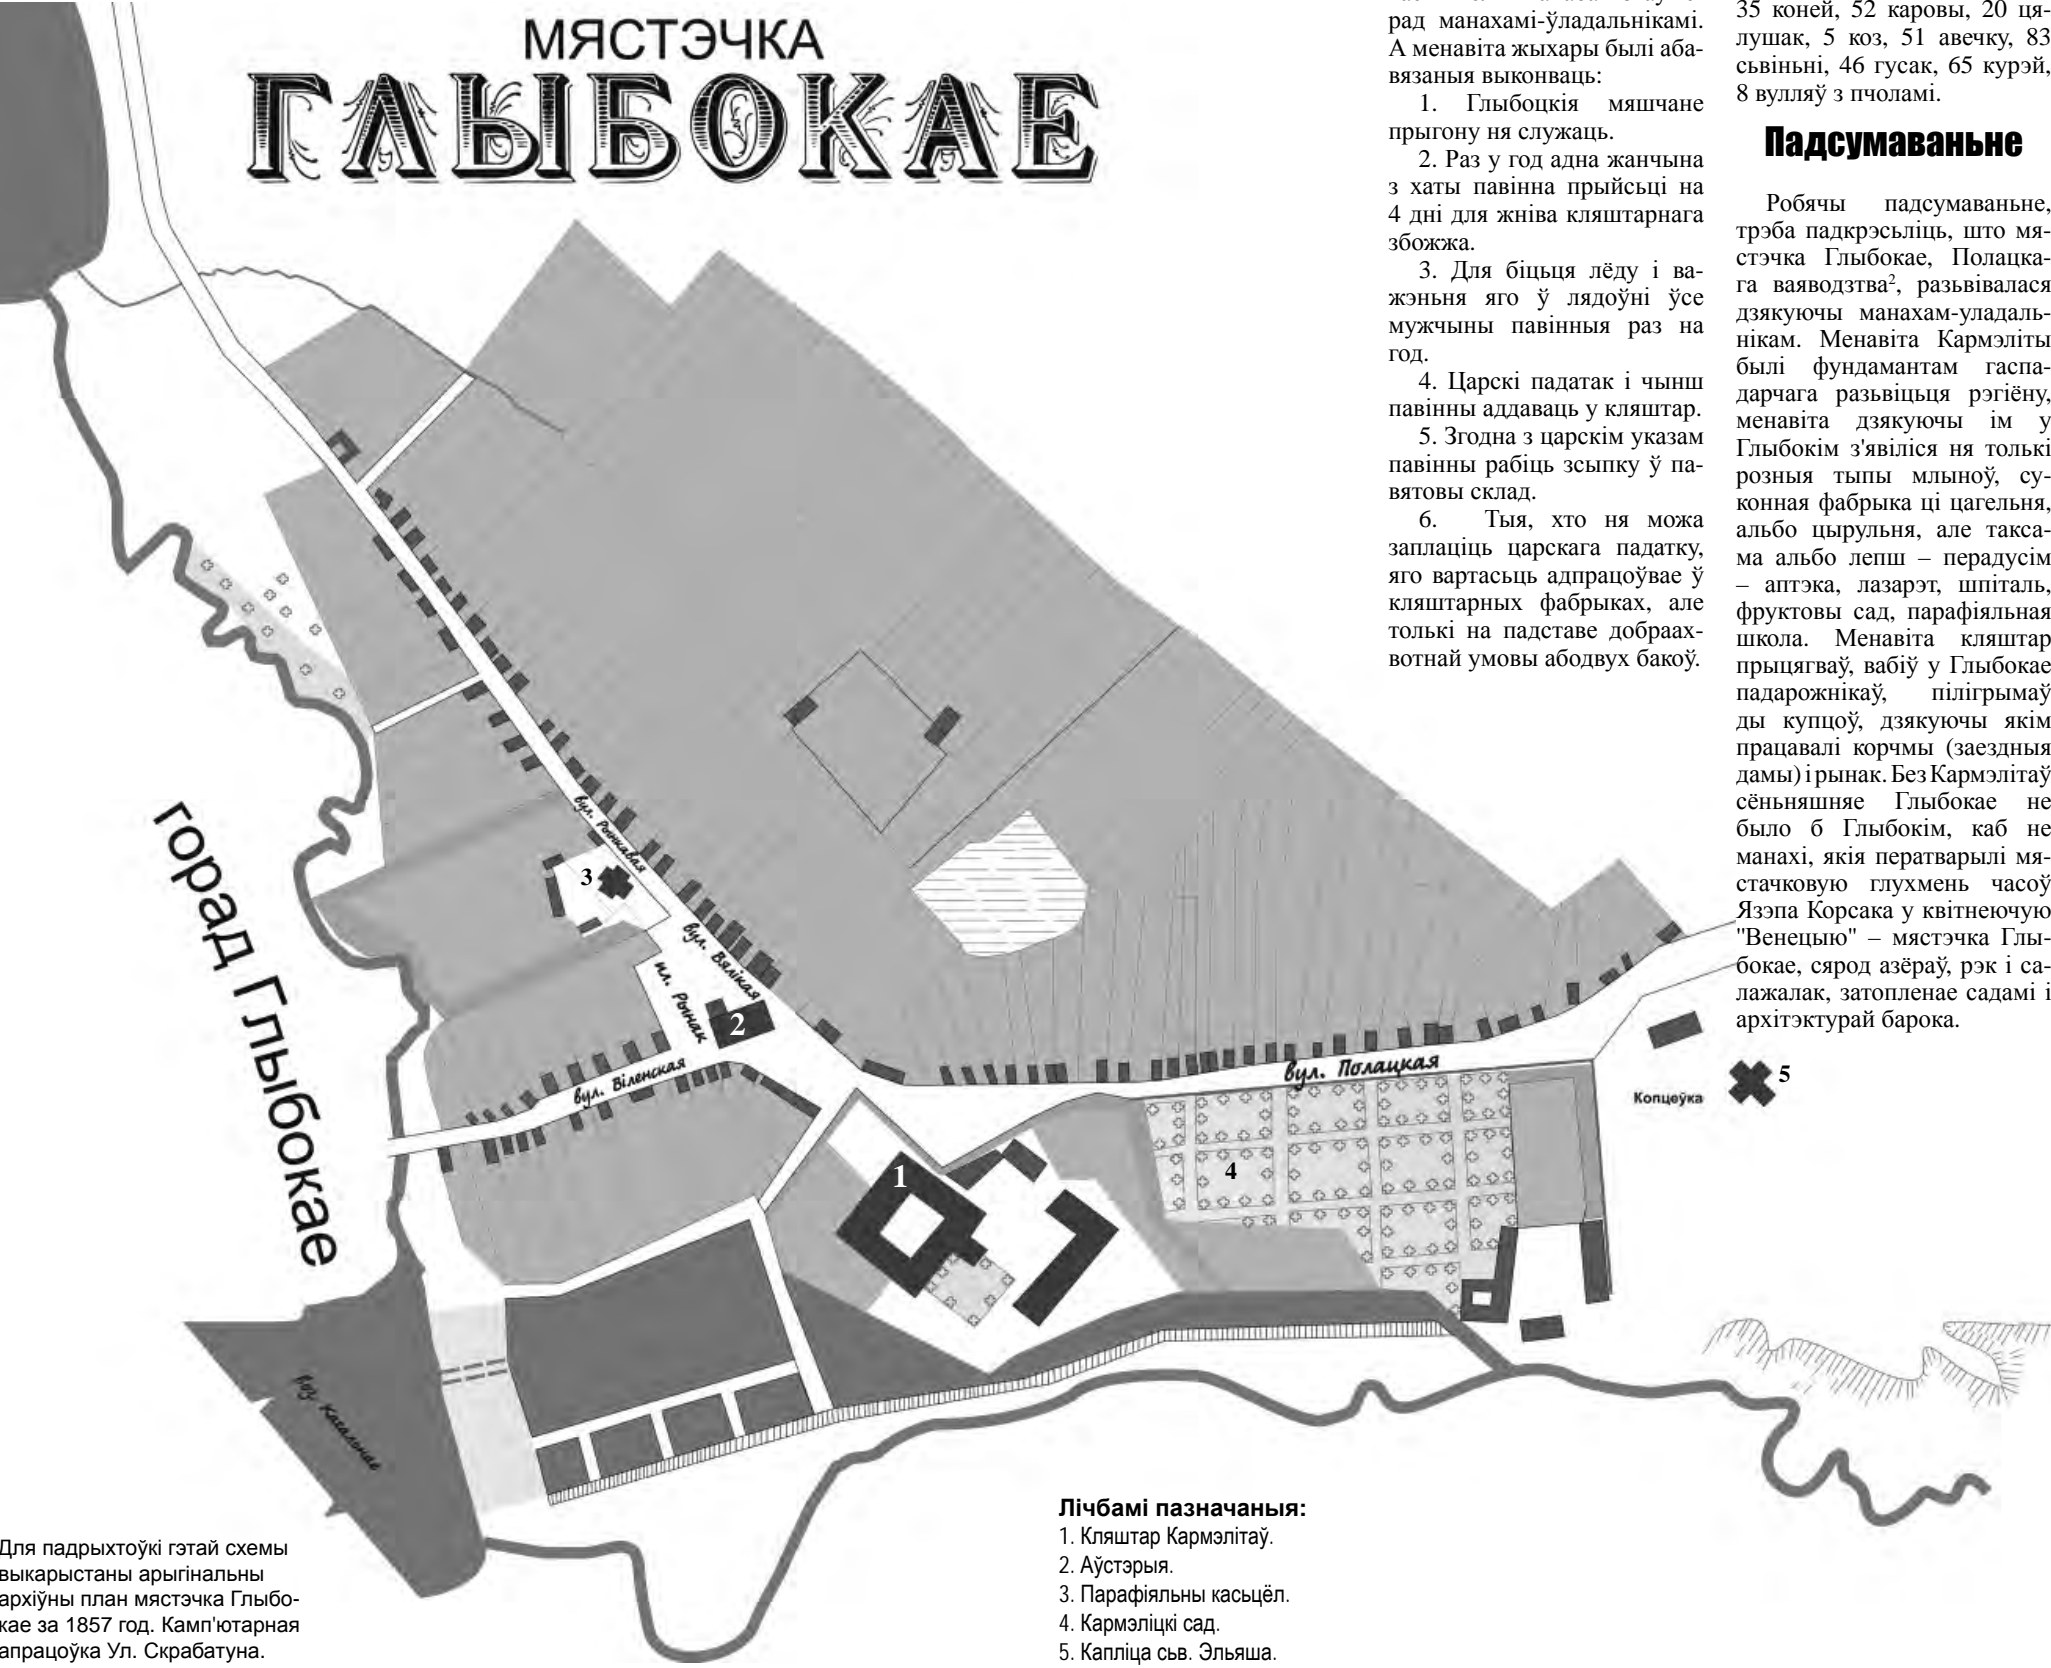 МЯСТЭЧКА
ГЛЫБОКАЕ
рад манахамі-ўладальнікамі.
А менавіта жыхары былі аба-
вязаныя выконваць:
1. Глыбоцкія мяшчане
прыгону ня служаць.
2. Раз у год адна жанчына
з хаты павінна прыйсьці на
4 дні для жніва кляштарнага
збожжа.
3. Для біцьця лёду і ва-
жэньня яго ў лядоўні ўсе
мужчыны павінныя раз на
год.
4. Царскі падатак і чынш
павінны аддаваць у кляштар.
5. Згодна з царскім указам
павінны рабіць зсыпку ў па-
вятовы склад.
6. Тыя, хто ня можа
заплаціць царскага падатку,
яго вартасьць адпрацоўвае ў
кляштарных фабрыках, але
толькі на падставе добраах-
вотнай умовы абодвух бакоў.
35 коней, 52 каровы, 20 ця-
лушак, 5 коз, 51 авечку, 83
сьвіньні, 46 гусак, 65 курэй,
8 вулляў з пчоламі.
Падсумаваньне
Робячы падсумаваньне,
трэба падкрэсьліць, што мя-
стэчка Глыбокае, Полацка-
га ваяводзтва², разьвівалася
дзякуючы манахам-уладаль-
нікам. Менавіта Кармэліты
былі фундамантам гаспа-
дарчага разьвіцьця рэгіёну,
менавіта дзякуючы ім у
Глыбокім з'явіліся ня толькі
розныя тыпы млыноў, су-
конная фабрыка ці цагельня,
альбо цырульня, але такса-
ма альбо лепш – перадусім
– аптэка, лазарэт, шпіталь,
фруктовы сад, парафіяльная
школа. Менавіта кляштар
прыцягваў, вабіў у Глыбокае
падарожнікаў, пілігрымаў
ды купцоў, дзякуючы якім
працавалі корчмы (заездныя
дамы) і рынак. Без Кармэлітаў
сёньняшняе Глыбокае не
было б Глыбокім, каб не
манахі, якія ператварылі мя-
стачковую глухмень часоў
Язэпа Корсака у квітнеючую
"Венецыю" – мястэчка Глы-
бокае, сярод азёраў, рэк і са-
лажалак, затопленае садамі і
архітэктурай барока.
горад Глыбокае
вул. Рынкавая
3
вул. Вялікая
пл. Рынак
2
вул. Віленская
вул. Полацкая
Копцеўка
5
1
4
воз Кагальнае
Лічбамі пазначаныя:
1. Кляштар Кармэлітаў.
2. Аўстэрыя.
3. Парафіяльны касьцёл.
4. Кармэліцкі сад.
5. Капліца сьв. Эльяша.
Для падрыхтоўкі гэтай схемы
выкарыстаны арыгінальны
архіўны план мястэчка Глыбо-
кае за 1857 год. Камп'ютарная
апрацоўка Ул. Скрабатуна.